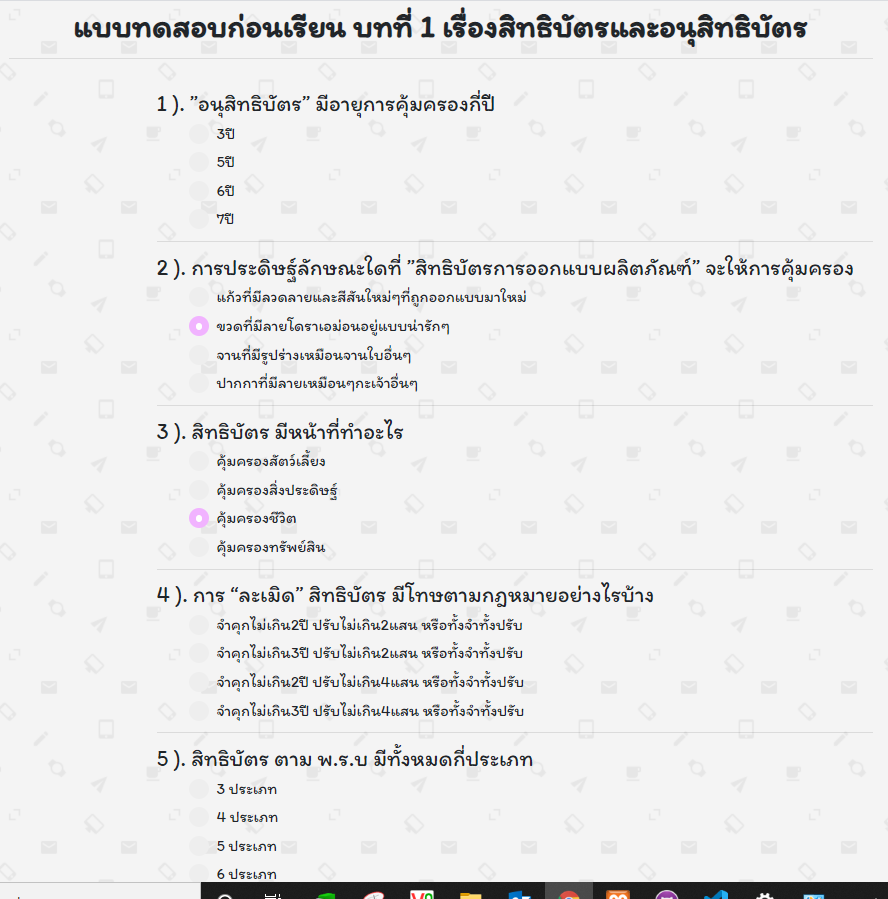 แบบทดสอบก่อนเรียน บทที่ 1 เรื่องสิทธิบัตรและอนุสิทธิบัตร
1 ). ”อนุสิทธิบัตร” มีอายุการคุ้มครองกี่ปี
3ปี
5ปี
6ปี
7ปี
2 ). การประดิษฐ์ลักษณะใดที่ ”สิทธิบัตรการออกแบบผลิตภัณฑ์” จะให้การคุ้มครอง
แก้วที่มีลวดลายและสีสันใหม่ๆที่ถูกออกแบบมาใหม่
ขวดที่มีลายโดราเอม่อนอยู่แบบน่ารักๆ
จานที่มีรูปร่างเหมือนจานใบอื่นๆ
ปากกาที่มีลายเหมือนๆกะเจ้าอื่นๆ
3 ). สิทธิบัตร มีหน้าที่ทำอะไร
คุ้มครองสัตว์เลี้ยง
คุ้มครองสิ่งประดิษฐ์
คุ้มครองชีวิต
คุ้มครองทรัพย์สิน
4 ). การ “ละเมิด” สิทธิบัตร มีโทษตามกฎหมายอย่างไรบ้าง
จำคุกไม่เกิน2ปี ปรับไม่เกิน2แสน หรือทั้งจำทั้งปรับ
จำคุกไม่เกิน3ปี ปรับไม่เกิน2แสน หรือทั้งจำทั้งปรับ
จำคุกไม่เกิน2ปี ปรับไม่เกิน4แสน หรือทั้งจำทั้งปรับ
จำคุกไม่เกิน3ปี ปรับไม่เกิน4แสน หรือทั้งจำทั้งปรับ
5 ). สิทธิบัตร ตาม พ.ร.บ มีทั้งหมดกี่ประเภท
3 ประเภท
4 ประเภท
5 ประเภท
6 ประเภท